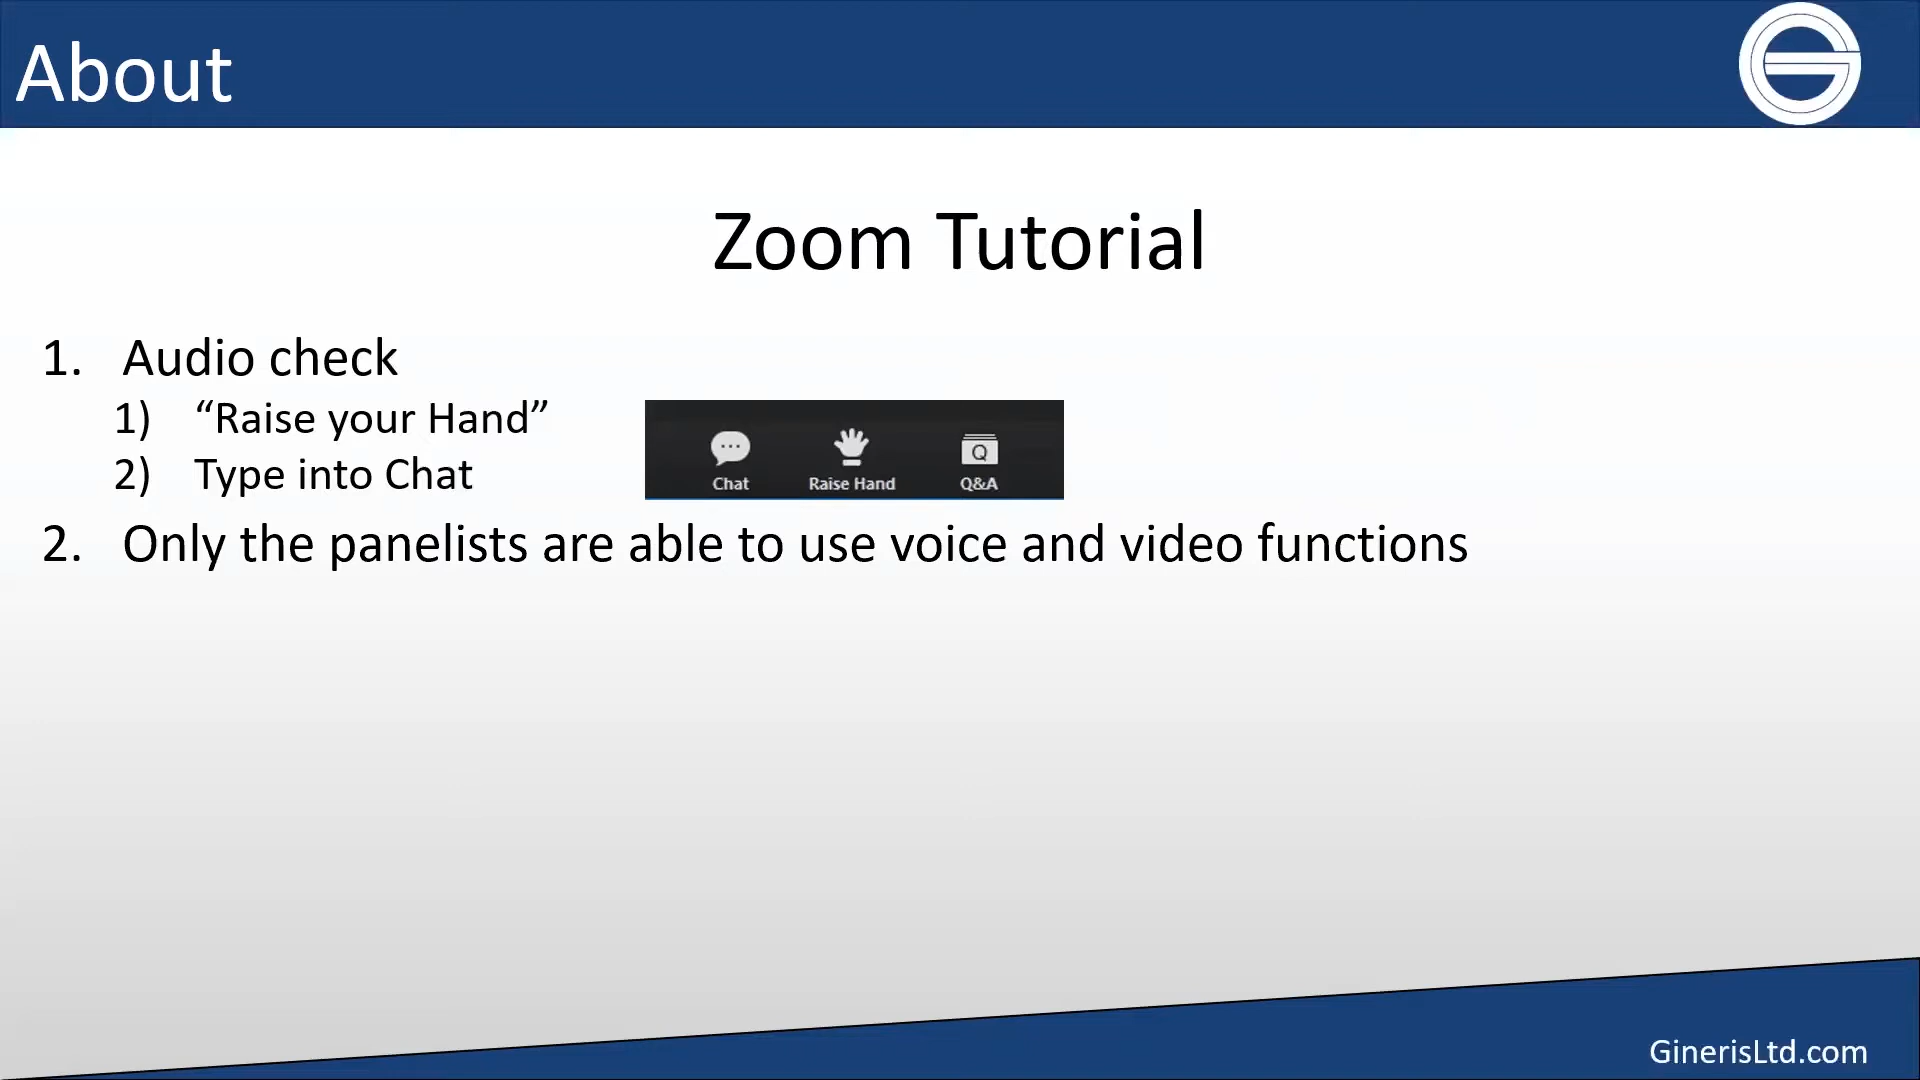 About
Zoom Tutorial
1. Audio check
1) “Raise your Hand”
2) Type into Chat
Chat Raise Hand Q&A
2. Only the panelists are able to use voice and video functions
GinerisLtd.com